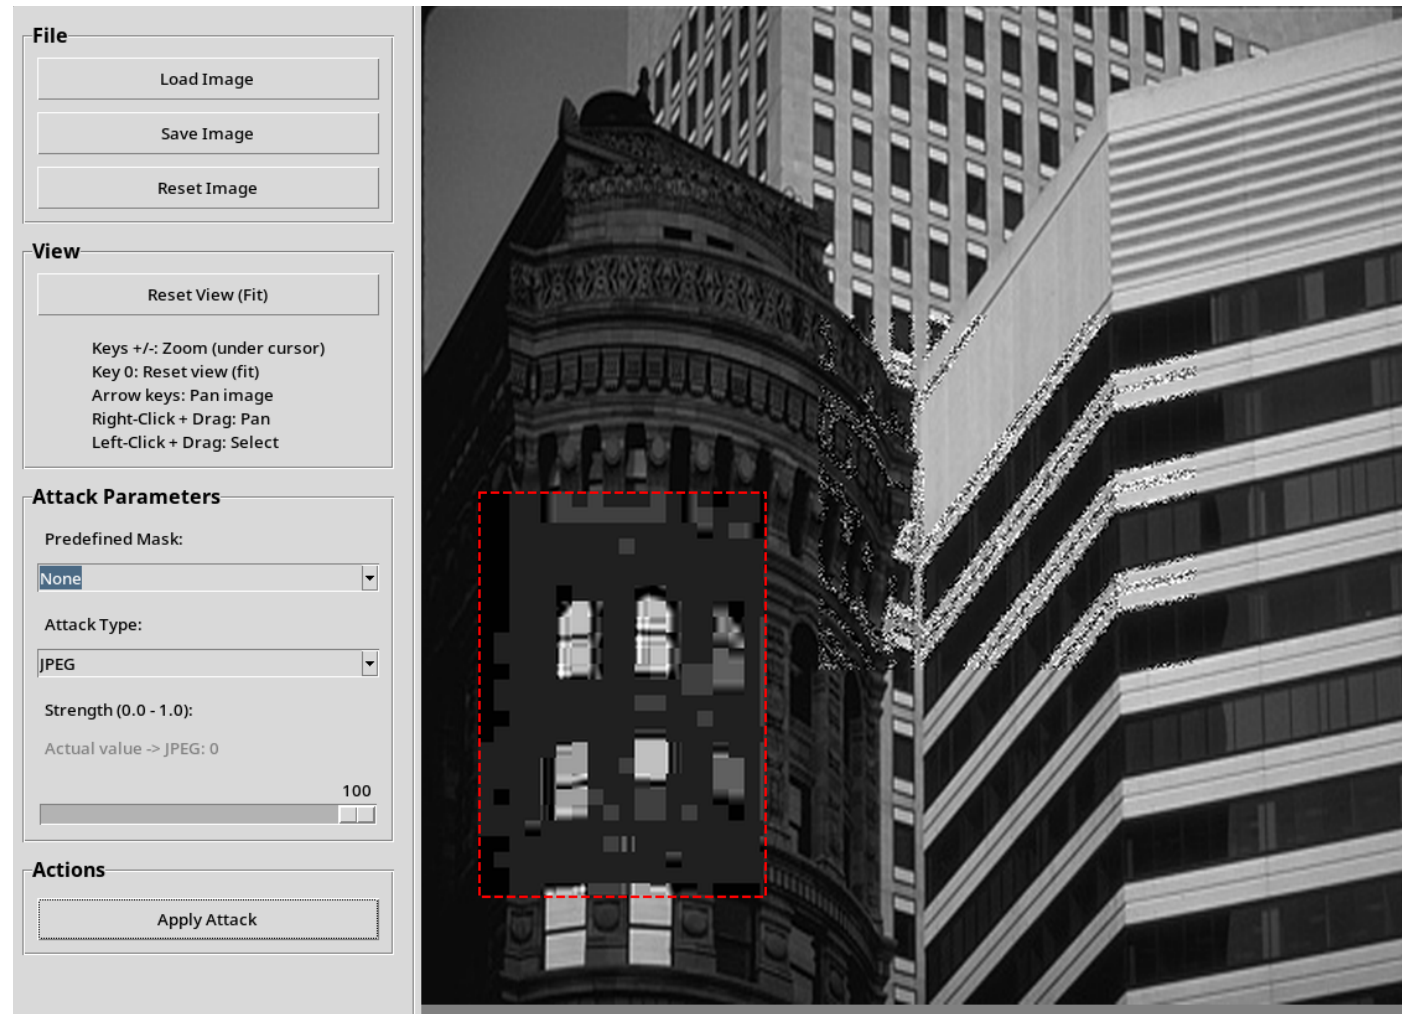 File
Load Image
Save Image
Reset Image
View
Reset View (Fit)
Keys +/-: Zoom (under cursor)
Key 0: Reset view (fit)
Arrow keys: Pan image
Right-Click + Drag: Pan
Left-Click + Drag: Select
Attack Parameters
Predefined Mask:
None
Attack Type:
JPEG
Strength (0.0 - 1.0):
Actual value -> JPEG: 0
100
Actions
Apply Attack